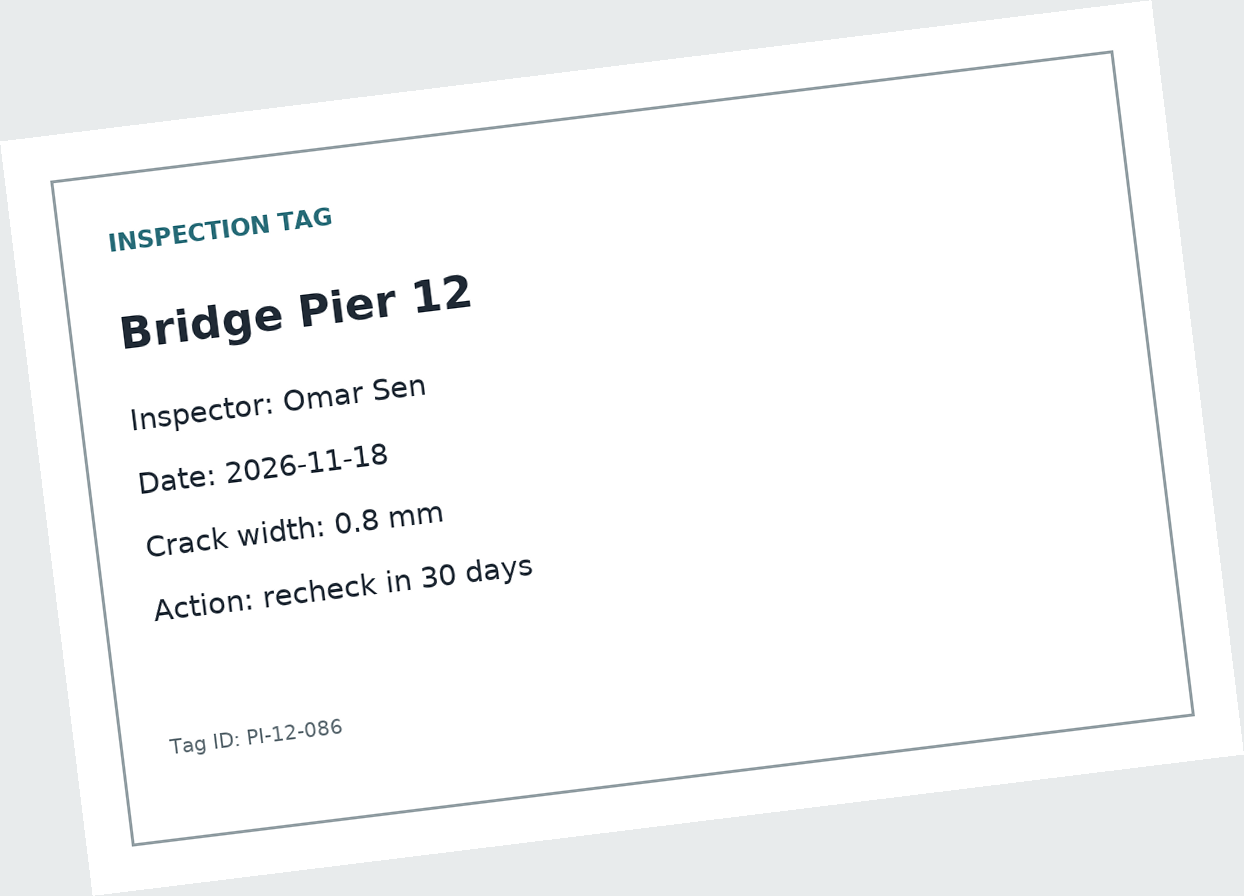 INSPECTION TAG
Bridge Pier 12
Inspector: Omar Sen
Date: 2026-11-18
Crack width: 0.8 mm
Action: recheck in 30 days
Tag ID: PI-12-086